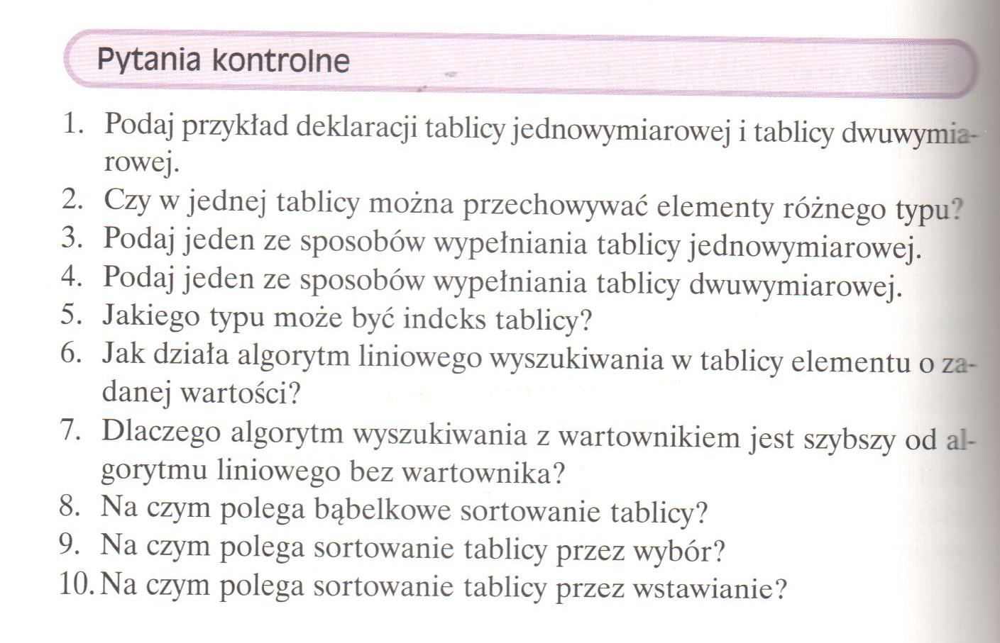 Pytania kontrolne
1. Podaj przykład deklaracji tablicy jednowymiarowej i tablicy dwuwymia-
rowej.
2. Czy w jednej tablicy można przechowywać elementy różnego typu?
3. Podaj jeden ze sposobów wypełniania tablicy jednowymiarowej.
4. Podaj jeden ze sposobów wypełniania tablicy dwuwymiarowej.
5. Jakiego typu może być indeks tablicy?
6. Jak działa algorytm liniowego wyszukiwania w tablicy elementu o za-
danej wartości?
7. Dlaczego algorytm wyszukiwania z wartownikiem jest szybszy od al-
gorytmu liniowego bez wartownika?
8. Na czym polega bąbelkowe sortowanie tablicy?
9. Na czym polega sortowanie tablicy przez wybór?
10. Na czym polega sortowanie tablicy przez wstawianie?